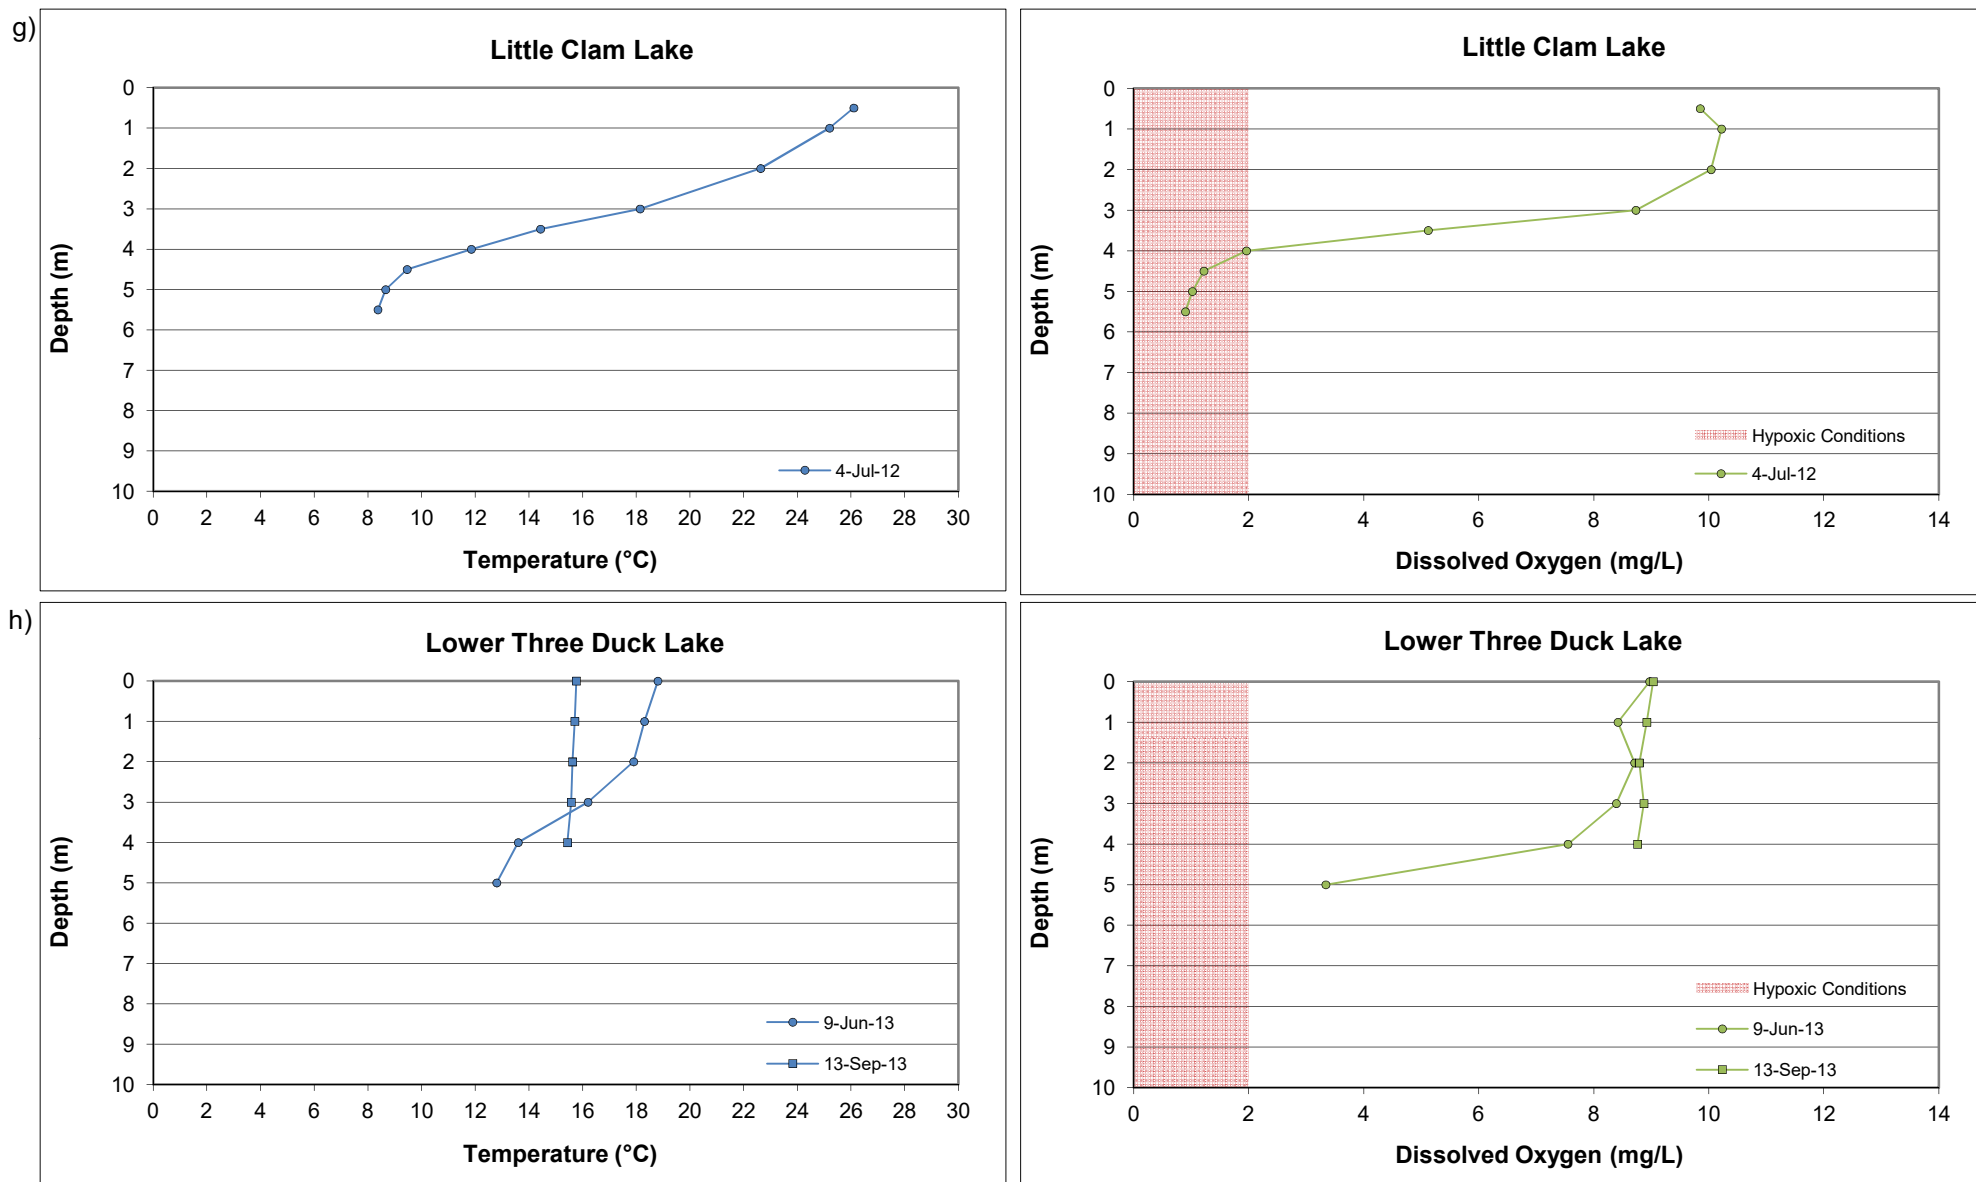 g)
Little Clam Lake
0
1
2
3
4
5
6
7
8
9
10
Depth (m)
4-Jul-12
0 2 4 6 8 10 12 14 16 18 20 22 24 26 28 30
Temperature (°C)
Little Clam Lake
0
1
2
3
4
5
6
7
8
9
10
Depth (m)
Hypoxic Conditions
4-Jul-12
0 2 4 6 8 10 12 14
Dissolved Oxygen (mg/L)
h)
Lower Three Duck Lake
0
1
2
3
4
5
6
7
8
9
10
Depth (m)
9-Jun-13
13-Sep-13
0 2 4 6 8 10 12 14 16 18 20 22 24 26 28 30
Temperature (°C)
Lower Three Duck Lake
0
1
2
3
4
5
6
7
8
9
10
Depth (m)
Hypoxic Conditions
9-Jun-13
13-Sep-13
0 2 4 6 8 10 12 14
Dissolved Oxygen (mg/L)